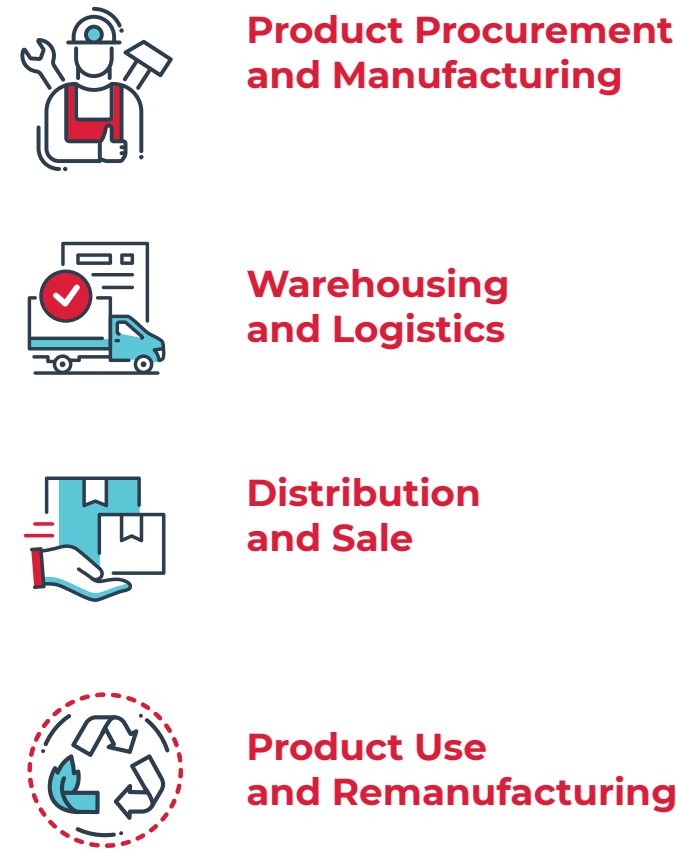 Product Procurement
and Manufacturing
Warehousing
and Logistics
Distribution
and Sale
Product Use
and Remanufacturing